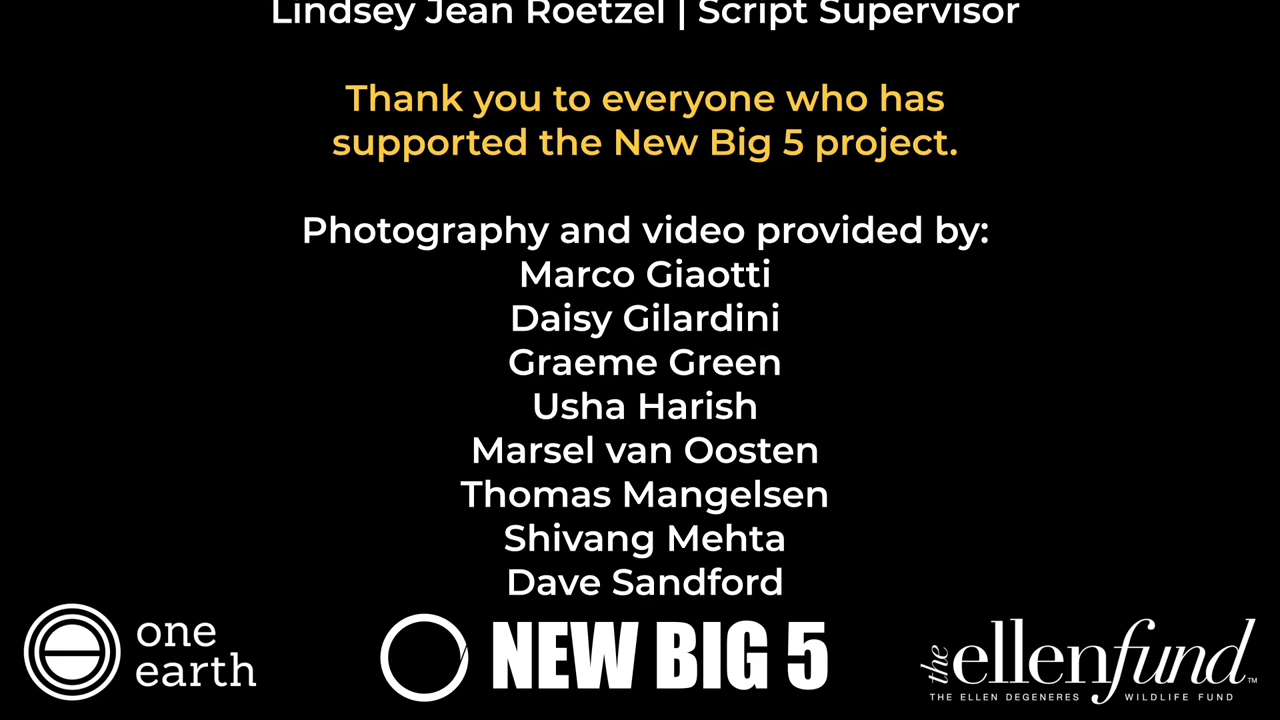 Lindsey Jean Roetzel | Script Supervisor
Thank you to everyone who has
supported the New Big 5 project.
Photography and video provided by:
Marco Giaotti
Daisy Gilardini
Graeme Green
Usha Harish
Marsel van Oosten
Thomas Mangelsen
Shivang Mehta
Dave Sandford
one
earth
NEW BIG 5
the ellenfund™
THE ELLEN DEGENERES WILDLIFE FUND